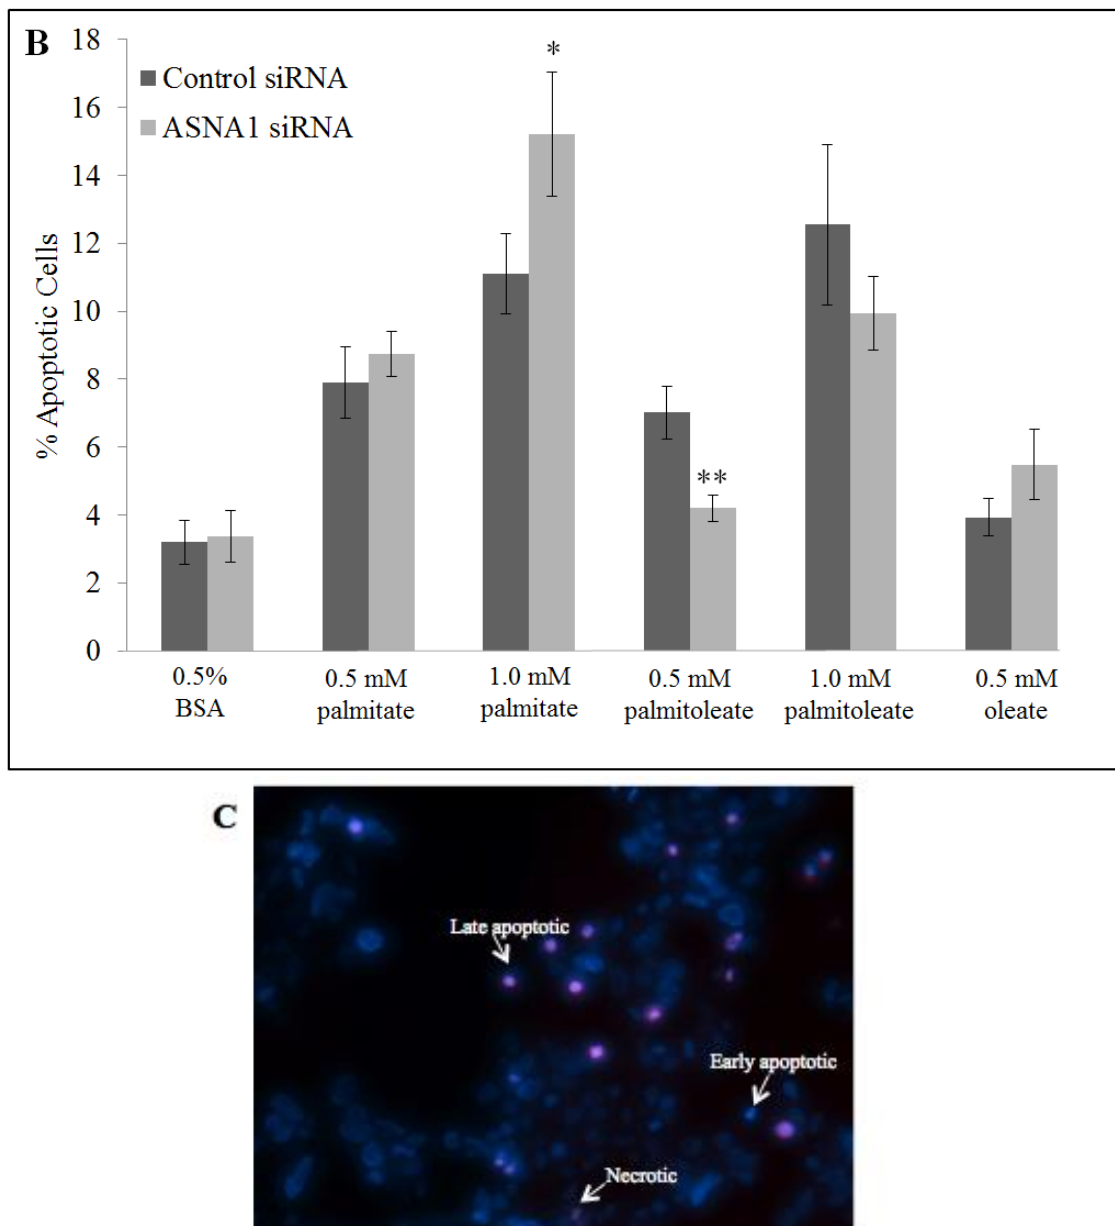 B
18
16
14
12
10
8
6
4
2
0
% Apoptotic Cells
Control siRNA
ASNA1 siRNA
*
**
0.5%
BSA
0.5 mM
palmitate
1.0 mM
palmitate
0.5 mM
palmitoleate
1.0 mM
palmitoleate
0.5 mM
oleate
C
Late apoptotic
Early apoptotic
Necrotic